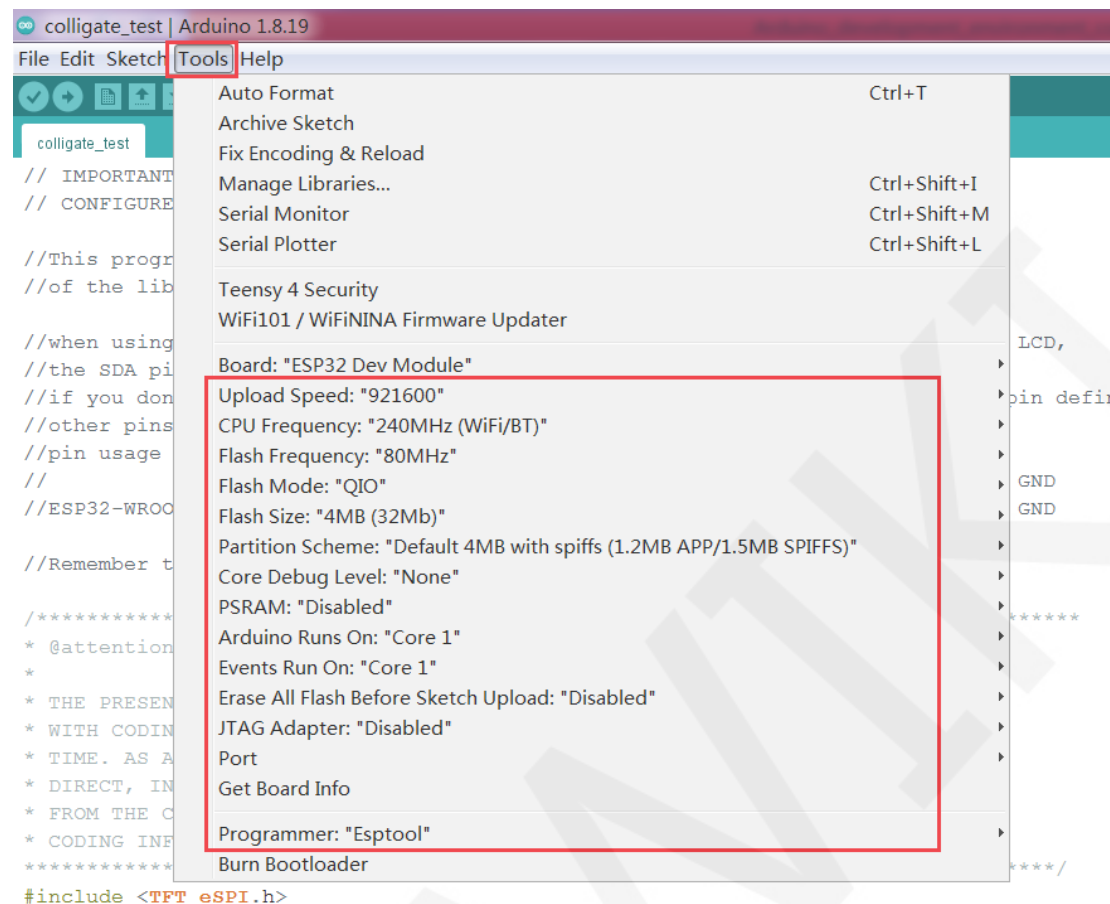 colligate_test | Arduino 1.8.19
File Edit Sketch Tools Help
Auto Format Ctrl+T
Archive Sketch
Fix Encoding & Reload
Manage Libraries... Ctrl+Shift+I
Serial Monitor Ctrl+Shift+M
Serial Plotter Ctrl+Shift+L
Teensy 4 Security
WiFi101 / WiFiNINA Firmware Updater
Board: "ESP32 Dev Module"
Upload Speed: "921600"
CPU Frequency: "240MHz (WiFi/BT)"
Flash Frequency: "80MHz"
Flash Mode: "QIO"
Flash Size: "4MB (32Mb)"
Partition Scheme: "Default 4MB with spiffs (1.2MB APP/1.5MB SPIFFS)"
Core Debug Level: "None"
PSRAM: "Disabled"
Arduino Runs On: "Core 1"
Events Run On: "Core 1"
Erase All Flash Before Sketch Upload: "Disabled"
JTAG Adapter: "Disabled"
Port
Get Board Info
Programmer: "Esptool"
Burn Bootloader
colligate_test
// IMPORTANT
// CONFIGURE
//This progr
//of the lib
//when using LCD,
//the SDA pi
//if you don pin defin
//other pins
//pin usage
// GND
//ESP32-WROO GND
//Remember t
/*********** ******
* @attention
*
* THE PRESEN
* WITH CODIN
* TIME. AS A
* DIRECT, IN
* FROM THE C
* CODING INF
************ ****/
#include <TFT_eSPI.h>